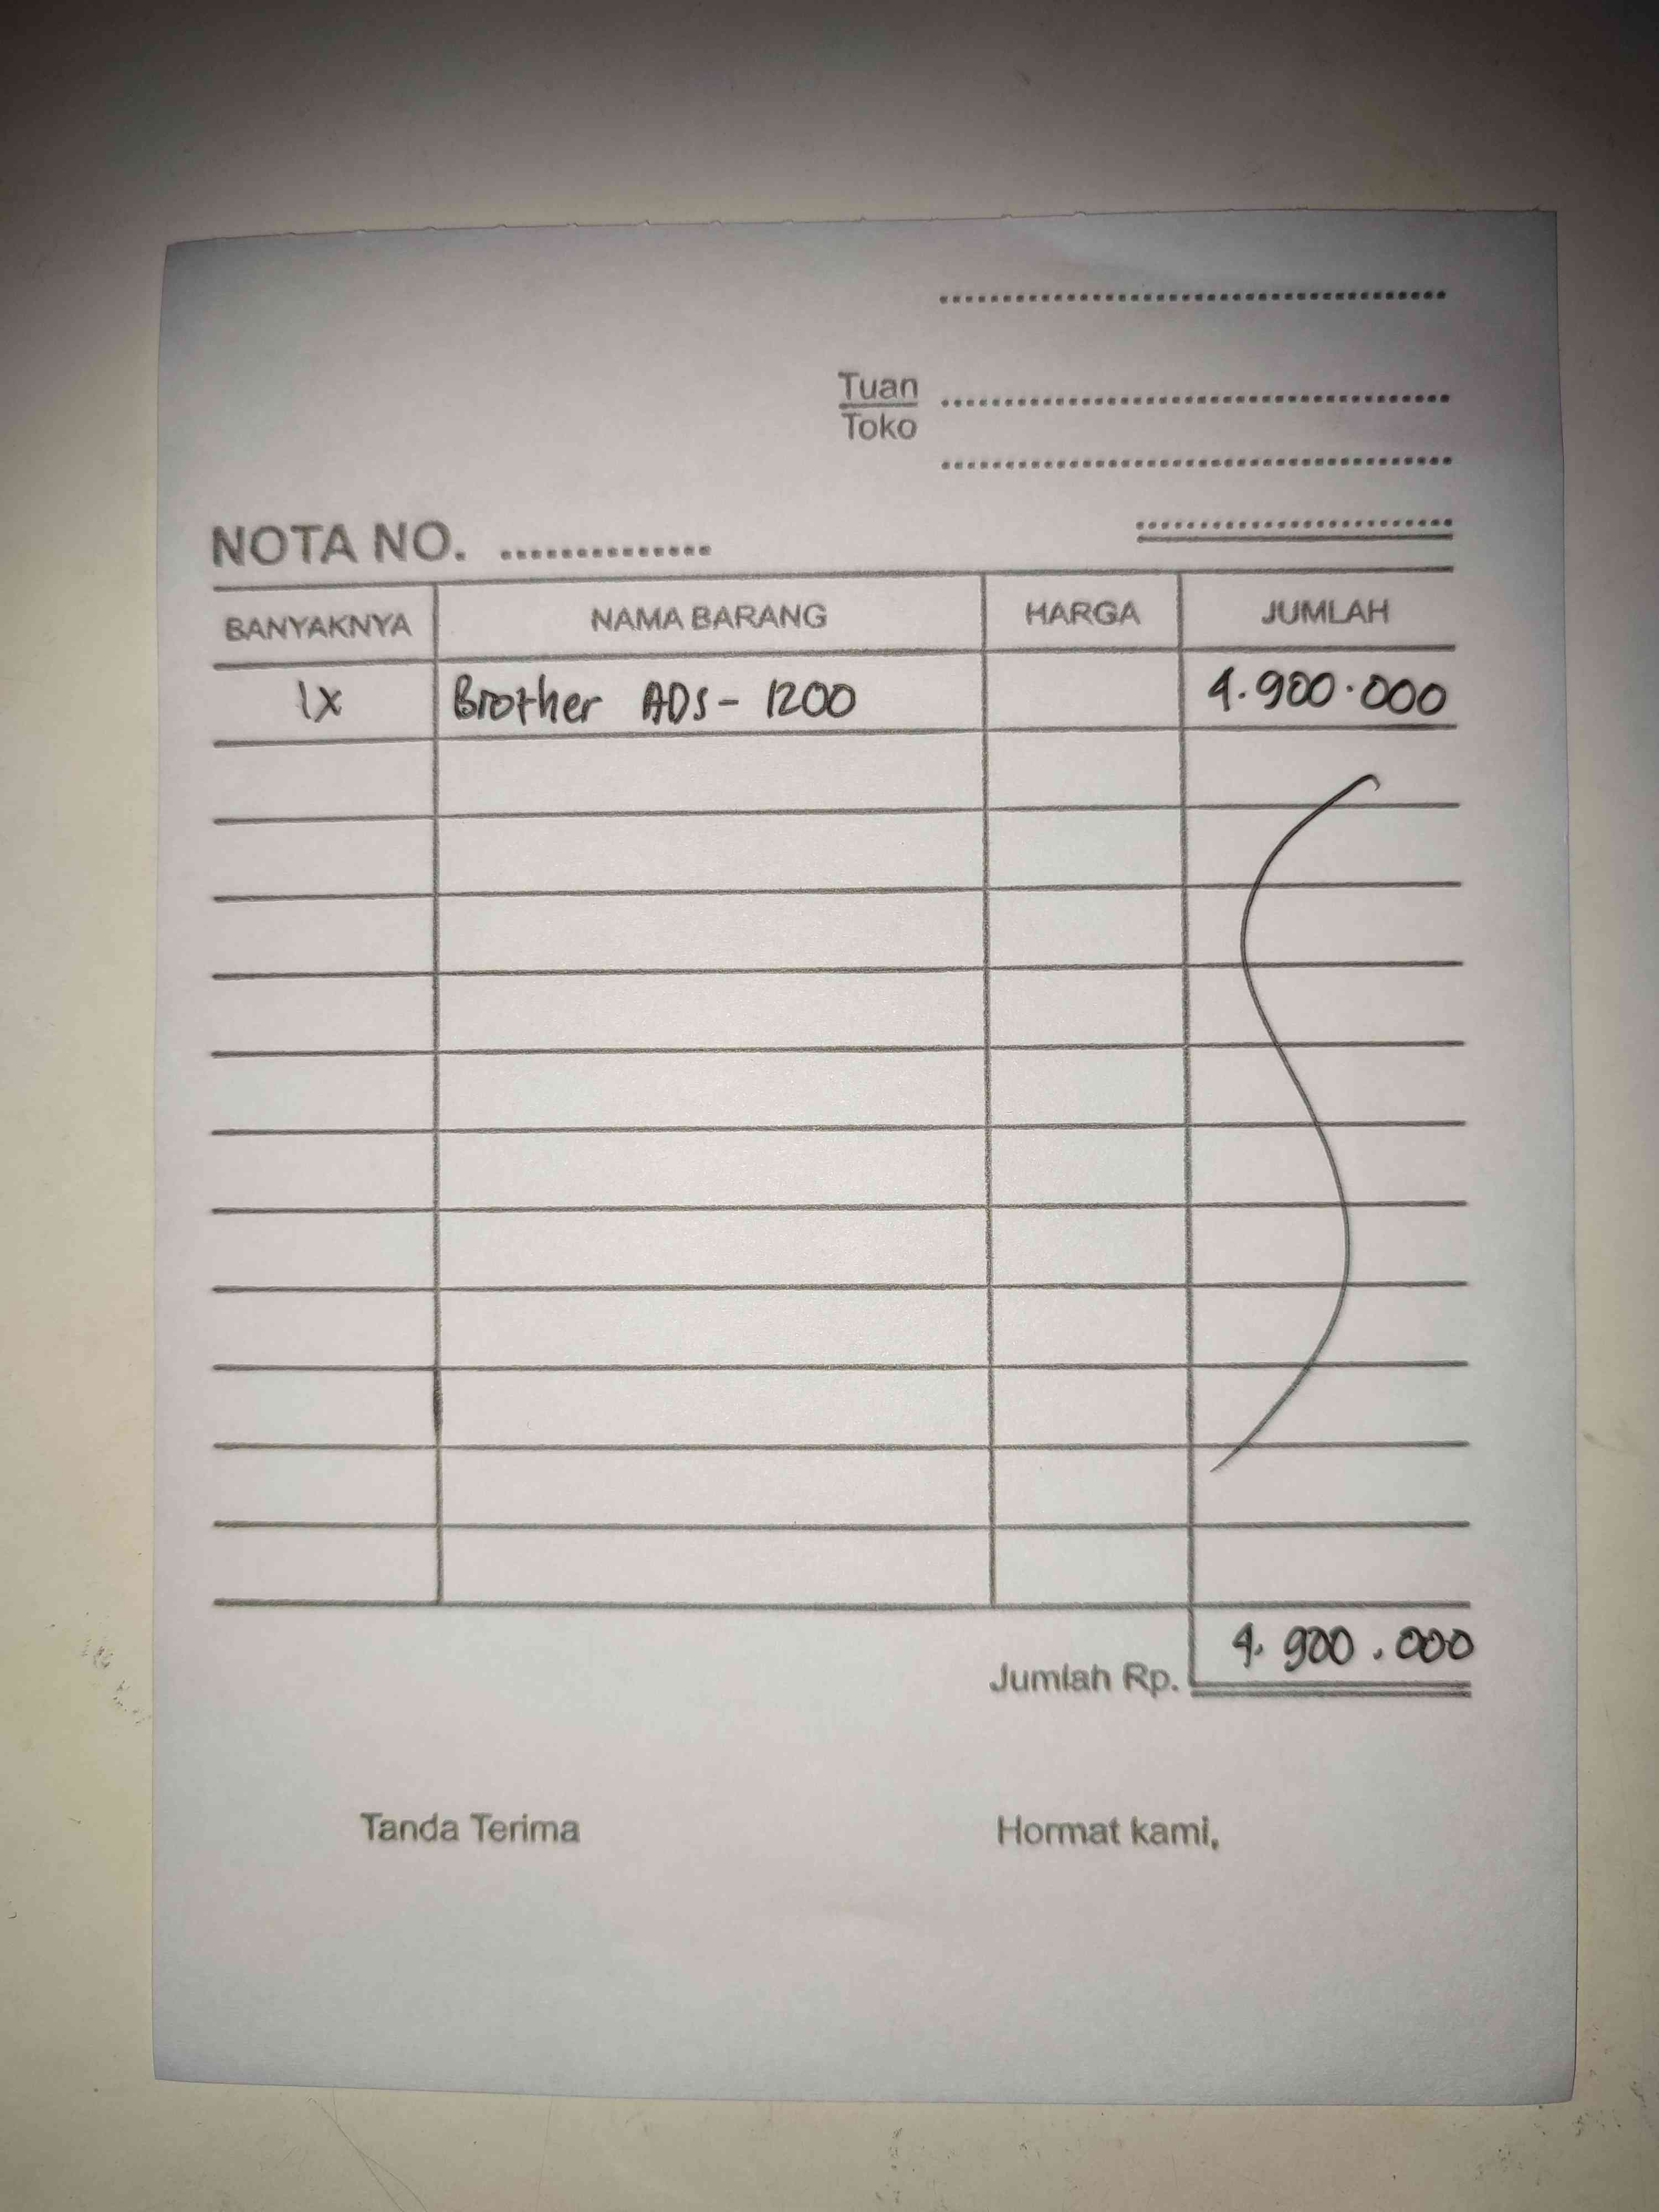 Tuan
Toko
NOTA NO. ..............
BANYAKNYA NAMA BARANG HARGA JUMLAH
1X Brother ADS - 1200 4.900.000
Jumlah Rp. 4.900.000
Tanda Terima Hormat kami,